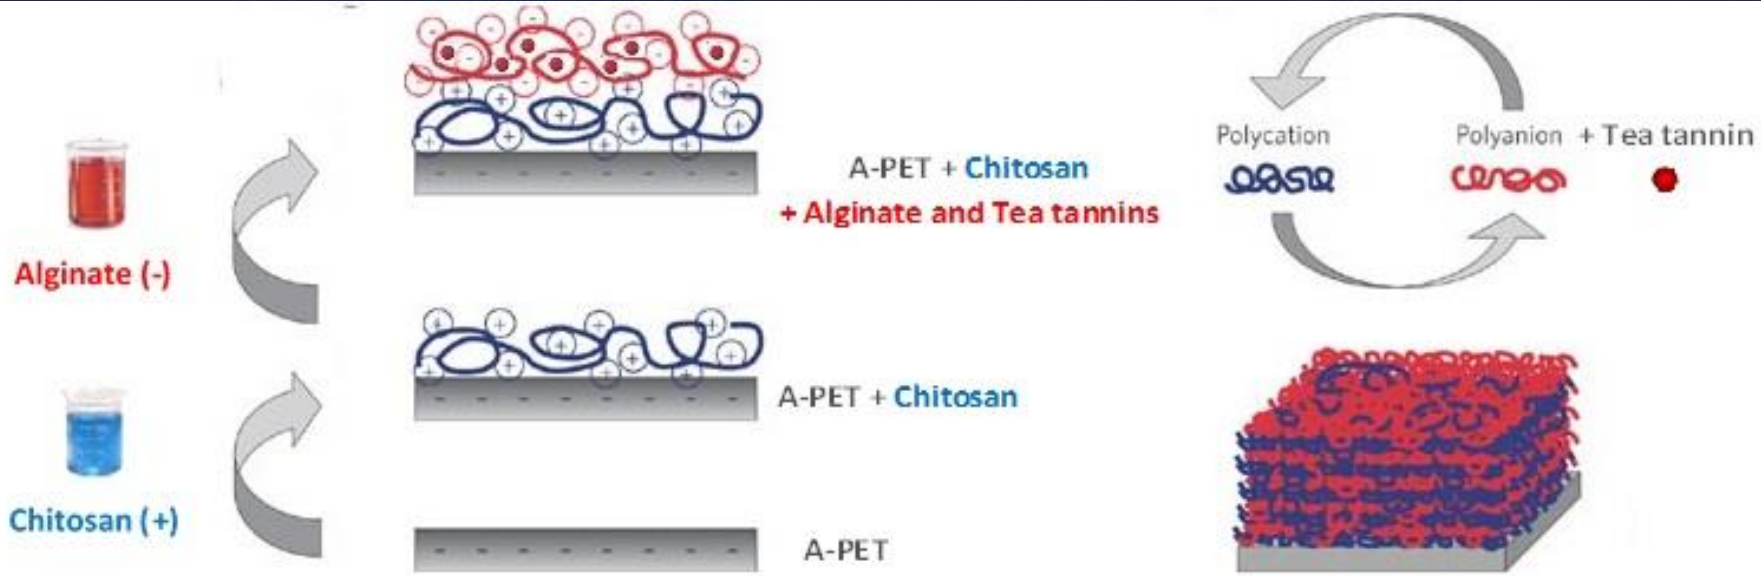 Alginate (-)
Chitosan (+)
A-PET + Chitosan
+ Alginate and Tea tannins
A-PET + Chitosan
A-PET
Polycation
Polyanion + Tea tannin